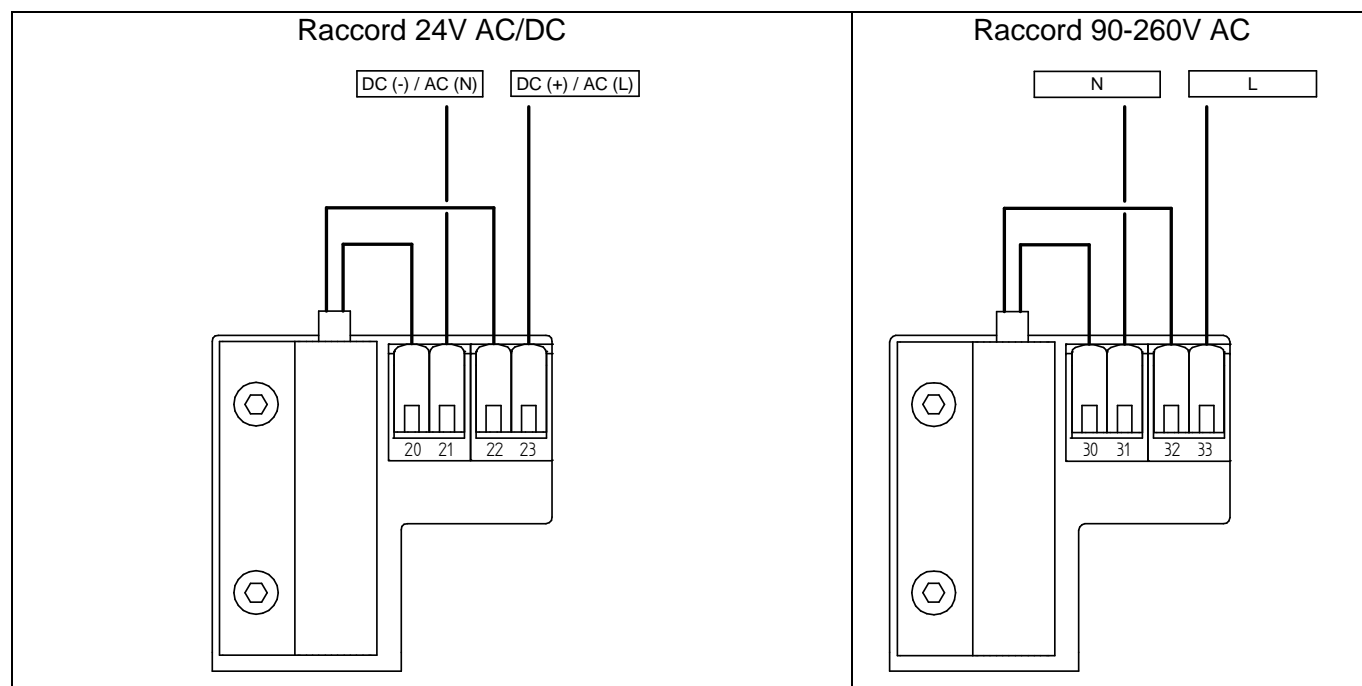 Raccord 24V AC/DC
DC (-) / AC (N) DC (+) / AC (L)
20 21 22 23
Raccord 90-260V AC
N L
30 31 32 33